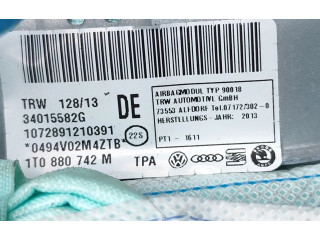 TRW 128/13
DE
34015582G
1072891210391
22S
*0494V02M4ZTB*
1T0 880 742 M TPA
AIRBAGMODUL TYP 90018
TRW AUTOMOTIVE GmbH
73553 ALFDORF Tel.07172/302-0
HERSTELLUNGS-JAHR: 2013
PT1 - 1611